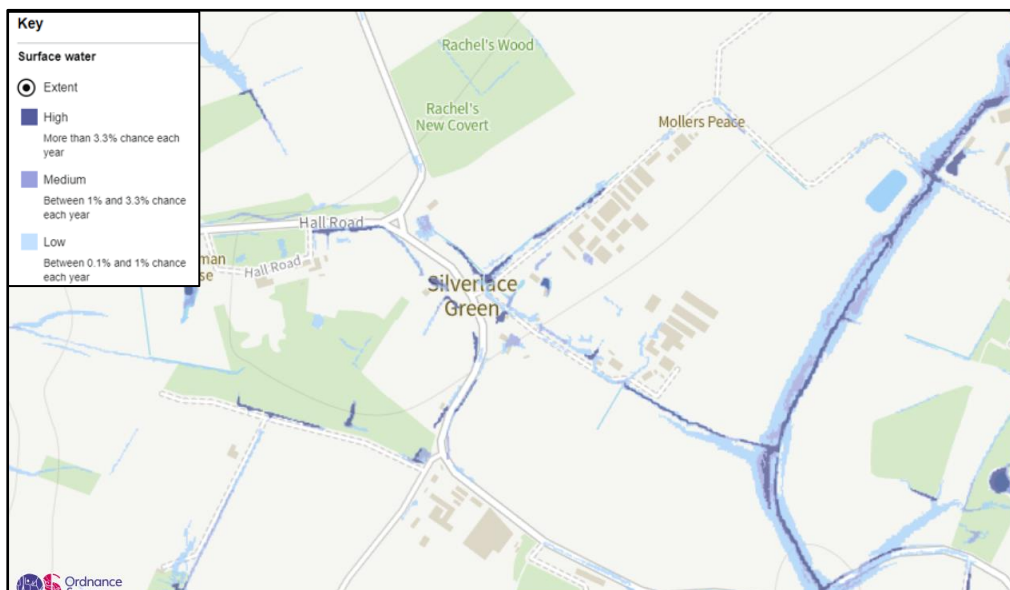 Key
Surface water
Extent
High
More than 3.3% chance each
year
Medium
Between 1% and 3.3% chance
each year
Low
Between 0.1% and 1% chance
each year
Rachel's Wood
Rachel's
New Covert
Mollers Peace
Hall Road
Hall Road
Silverlace
Green
Ordnance